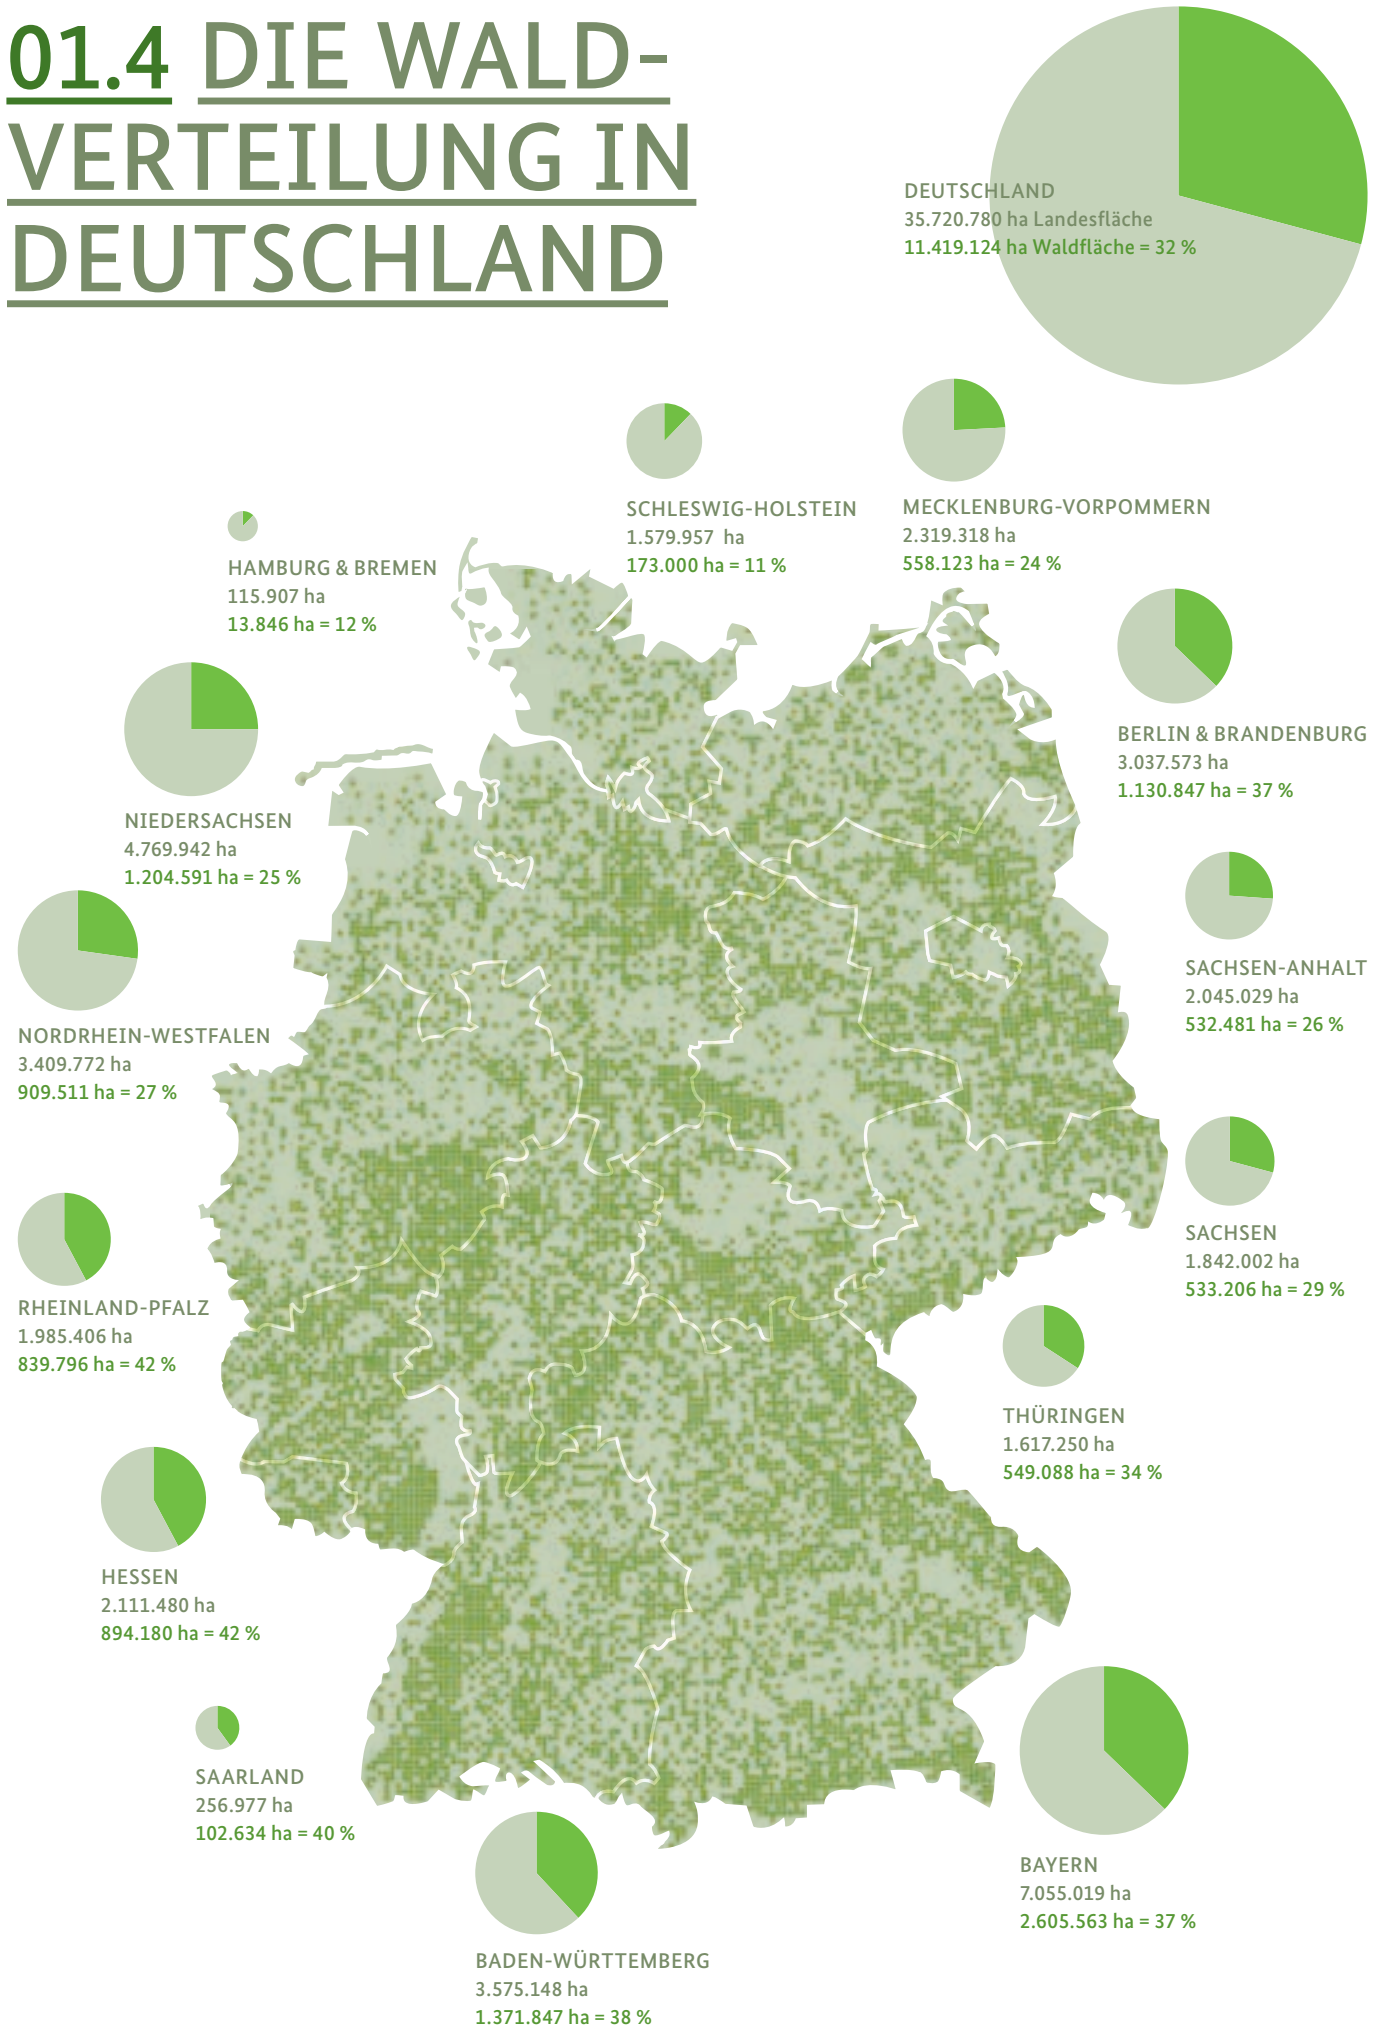 01.4 DIE WALD-
VERTEILUNG IN
DEUTSCHLAND
DEUTSCHLAND
35.720.780 ha Landesfläche
11.419.124 ha Waldfläche = 32 %
SCHLESWIG-HOLSTEIN
1.579.957 ha
173.000 ha = 11 %
MECKLENBURG-VORPOMMERN
2.319.318 ha
558.123 ha = 24 %
HAMBURG & BREMEN
115.907 ha
13.846 ha = 12 %
BERLIN & BRANDENBURG
3.037.573 ha
1.130.847 ha = 37 %
NIEDERSACHSEN
4.769.942 ha
1.204.591 ha = 25 %
SACHSEN-ANHALT
2.045.029 ha
532.481 ha = 26 %
NORDRHEIN-WESTFALEN
3.409.772 ha
909.511 ha = 27 %
SACHSEN
1.842.002 ha
533.206 ha = 29 %
RHEINLAND-PFALZ
1.985.406 ha
839.796 ha = 42 %
THÜRINGEN
1.617.250 ha
549.088 ha = 34 %
HESSEN
2.111.480 ha
894.180 ha = 42 %
SAARLAND
256.977 ha
102.634 ha = 40 %
BAYERN
7.055.019 ha
2.605.563 ha = 37 %
BADEN-WÜRTTEMBERG
3.575.148 ha
1.371.847 ha = 38 %